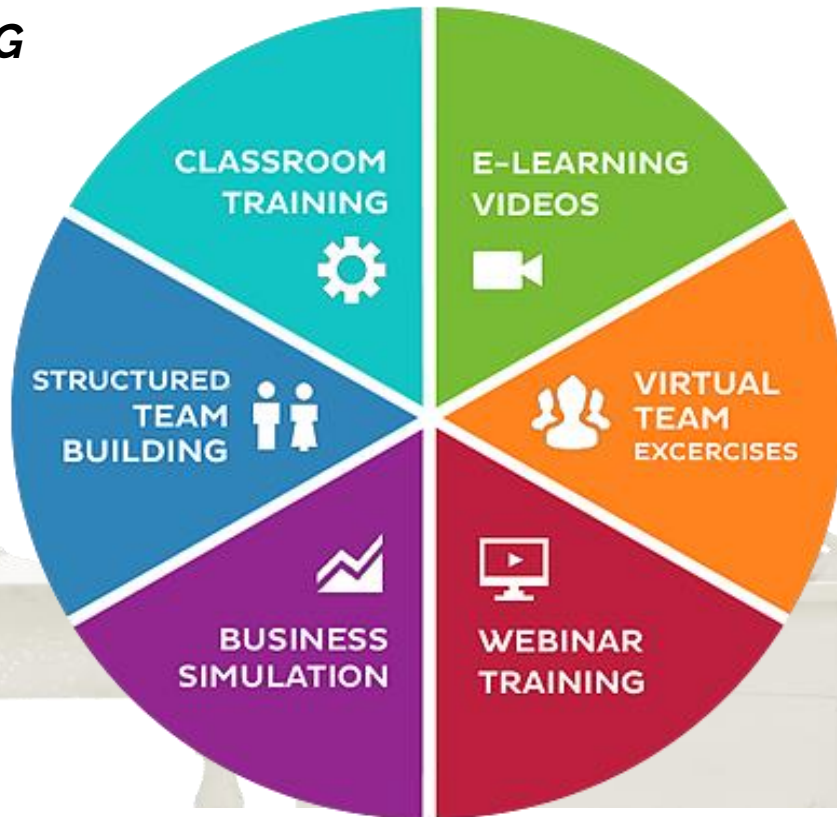 G
CLASSROOM
TRAINING
E-LEARNING
VIDEOS
STRUCTURED
TEAM
BUILDING
VIRTUAL
TEAM
EXCERCISES
BUSINESS
SIMULATION
WEBINAR
TRAINING